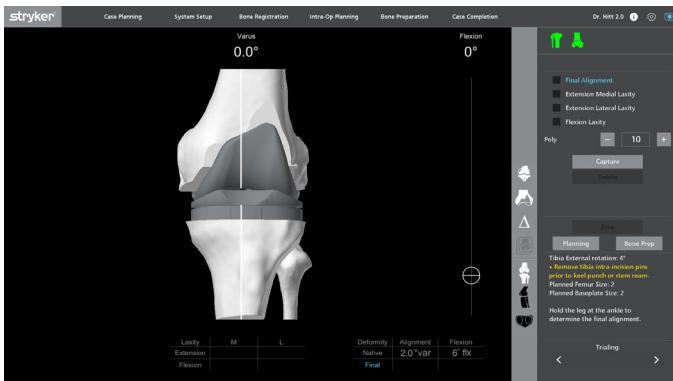 stryker
Case Planning
System Setup
Bone Registration
Intra-Op Planning
Bone Preparation
Case Completion
Dr. Hitt 2.0
Varus
0.0°
Flexion
0°
Final Alignment
Extension Medial Laxity
Extension Lateral Laxity
Flexion Laxity
Poly
−
10
+
Capture
Delete
Zero
Planning
Bone Prep
Tibia External rotation: 4°
• Remove tibia intra-incision pins
prior to keel punch or stem ream.
Planned Femur Size: 2
Planned Baseplate Size: 2
Hold the leg at the ankle to
determine the final alignment.
Trialing
Laxity M L
Extension
Flexion
Deformity Alignment Flexion
Native 2.0°var 6° flx
Final